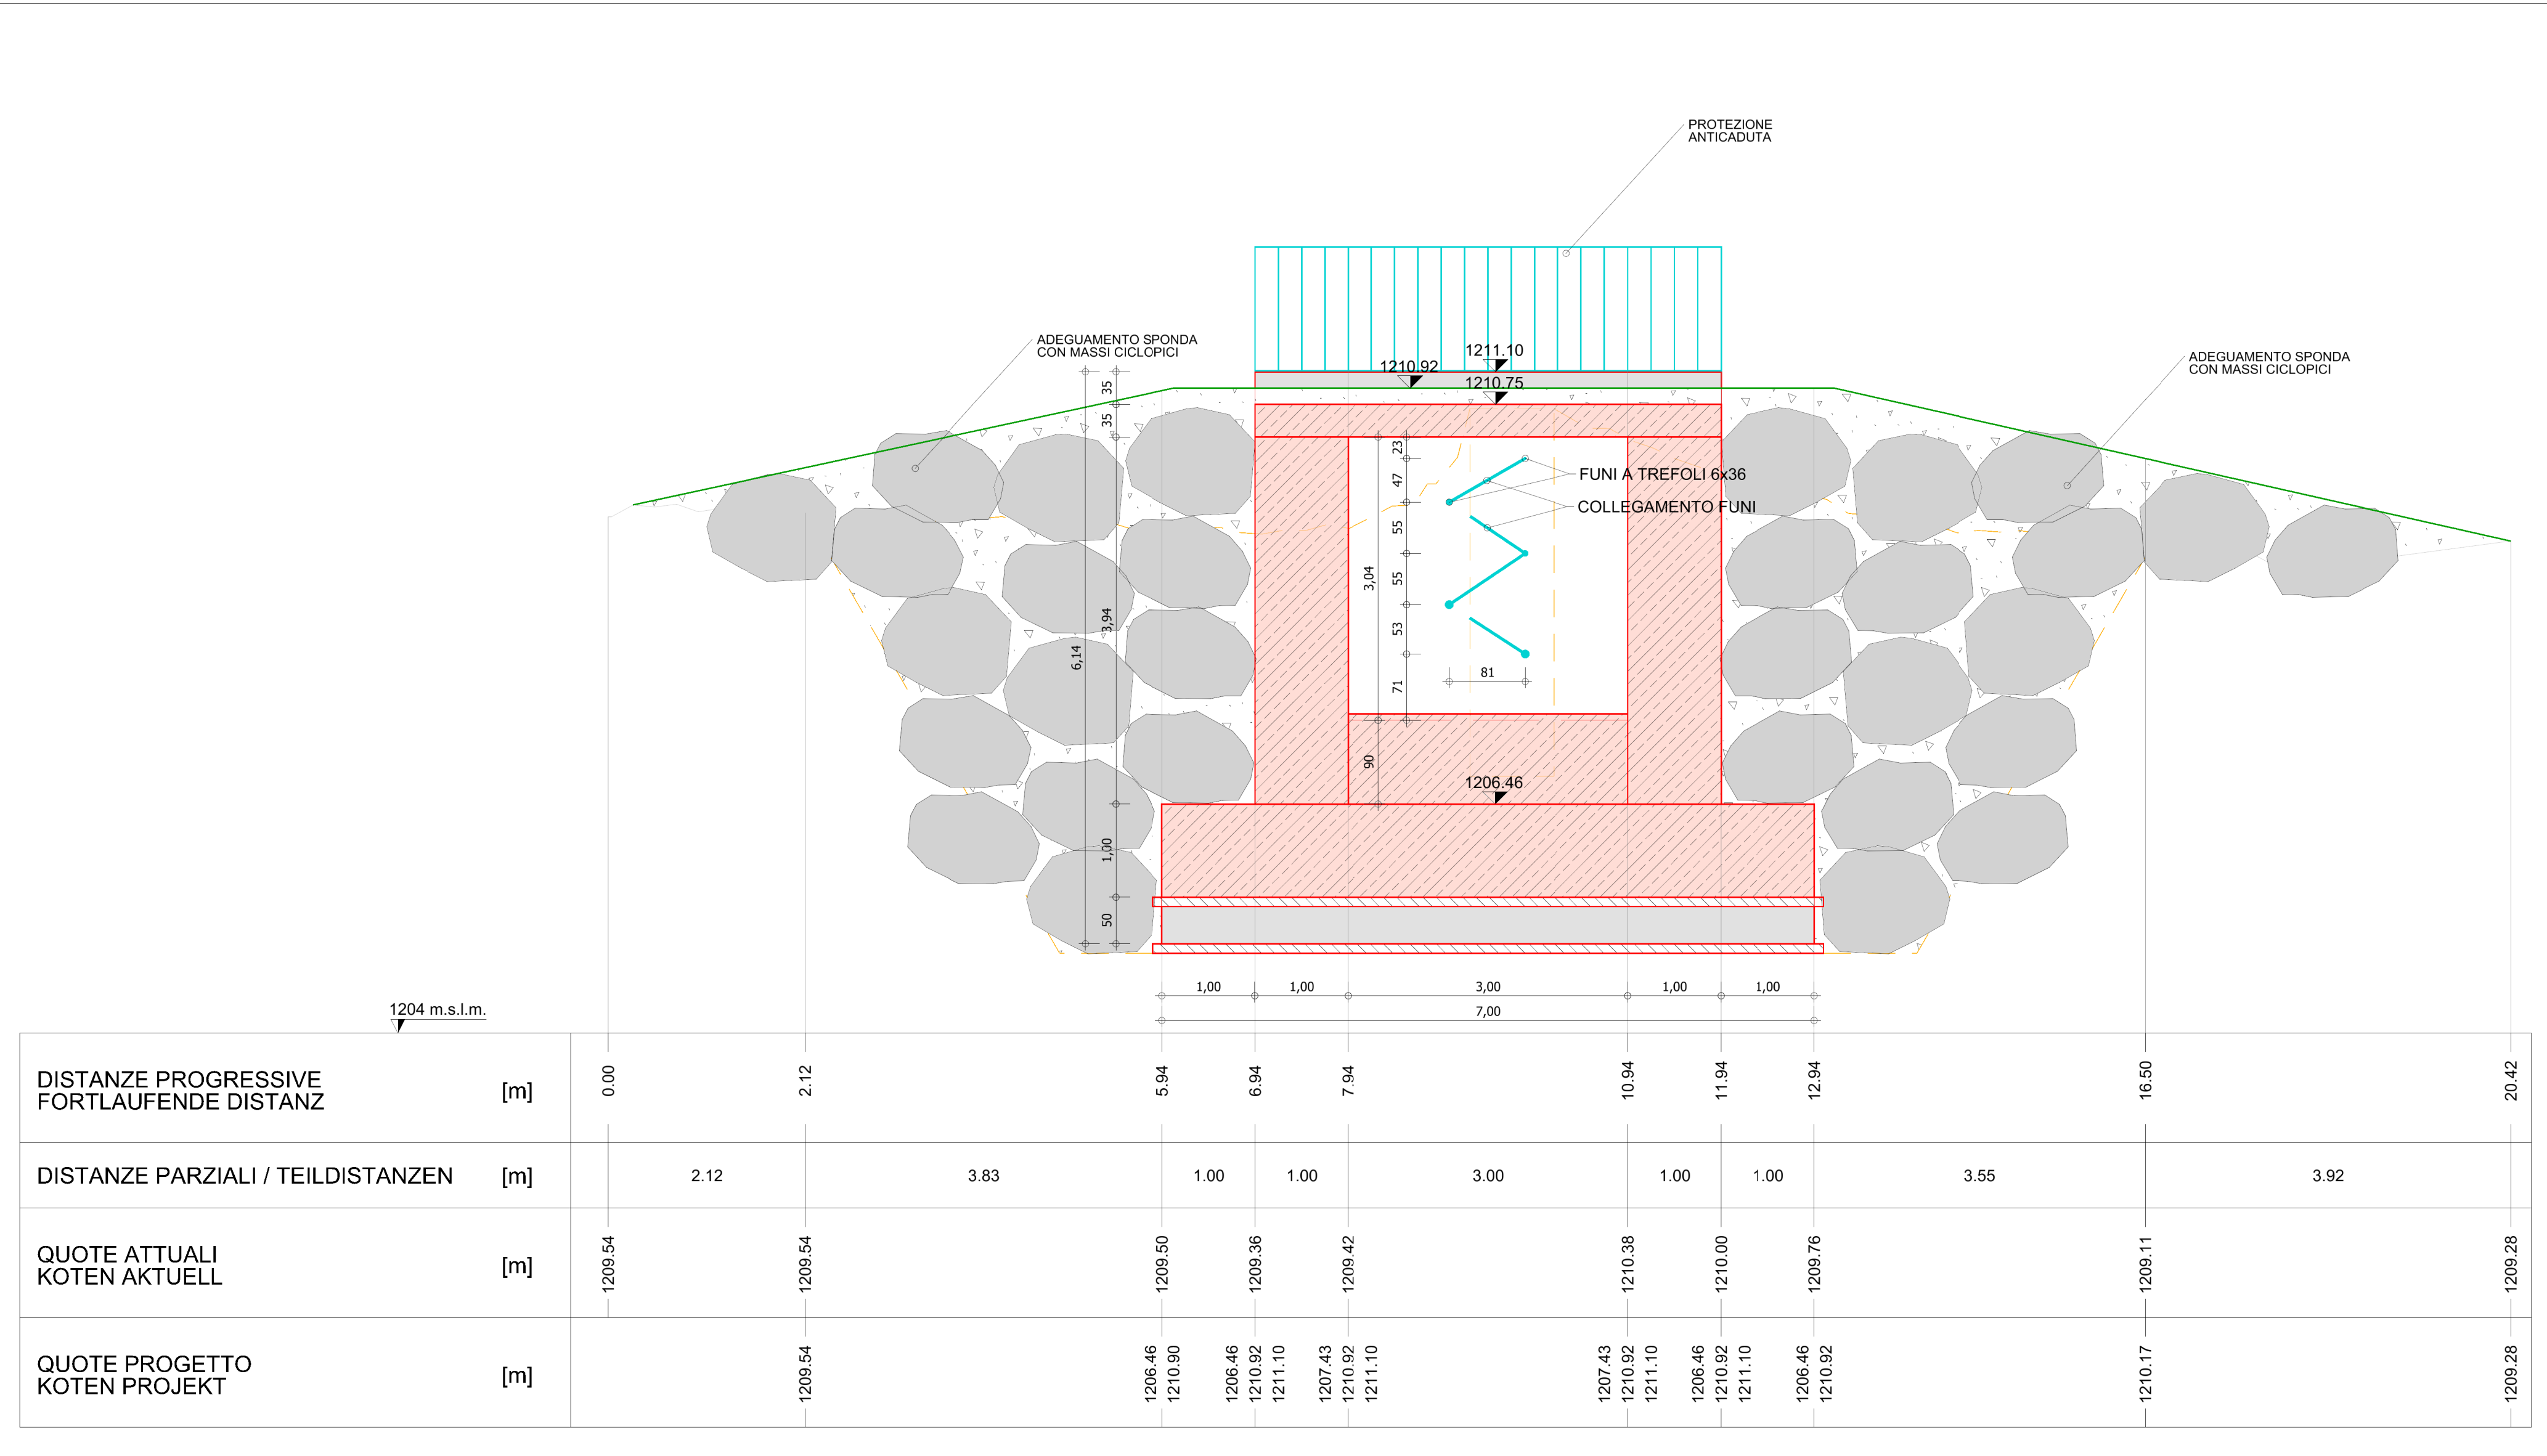 PROTEZIONE
ANTICADUTA
ADEGUAMENTO SPONDA
CON MASSI CICLOPICI
ADEGUAMENTO SPONDA
CON MASSI CICLOPICI
1211.10
1210.92
1210.75
35
35
3,94
6,14
1,00
50
23
47
55
55
53
71
3,04
90
81
FUNI A TREFOLI 6x36
COLLEGAMENTO FUNI
1206.46
1,00 1,00 3,00 1,00 1,00
7,00
1204 m.s.l.m.
DISTANZE PROGRESSIVE
FORTLAUFENDE DISTANZ
[m]
0.00 2.12 5.94 6.94 7.94 10.94 11.94 12.94 16.50 20.42
DISTANZE PARZIALI / TEILDISTANZEN [m] 2.12 3.83 1.00 1.00 3.00 1.00 1.00 3.55 3.92
QUOTE ATTUALI
KOTEN AKTUELL
[m]
1209.54 1209.54 1209.50 1209.36 1209.42 1210.38 1210.00 1209.76 1209.11 1209.28
QUOTE PROGETTO
KOTEN PROJEKT
[m]
1209.54
1206.46
1210.90
1206.46
1210.92
1211.10
1207.43
1210.92
1211.10
1207.43
1210.92
1211.10
1206.46
1210.92
1211.10
1206.46
1210.92
1210.17
1209.28